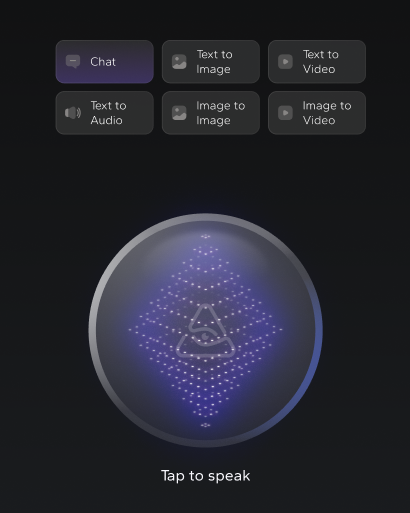 Chat
Text to
Image
Text to
Video
Text to
Audio
Image to
Image
Image to
Video
Tap to speak